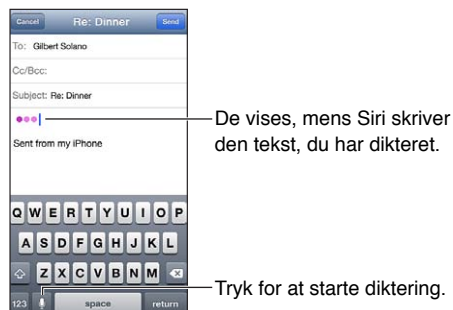 Cancel Re: Dinner Send
To: Gilbert Solano
Cc/Bcc:
Subject: Re: Dinner
De vises, mens Siri skriver
den tekst, du har dikteret.
Sent from my iPhone
Q W E R T Y U I O P
A S D F G H J K L
Z X C V B N M
Tryk for at starte diktering.
123 space return